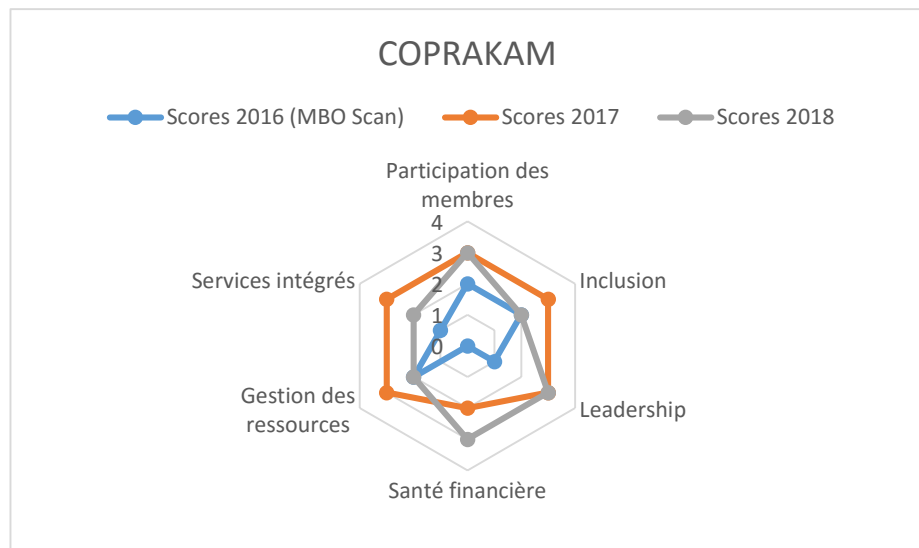 COPRAKAM
Scores 2016 (MBO Scan)
Scores 2017
Scores 2018
Participation des
membres
4
3
2
1
0
Services intégrés
Inclusion
Gestion des
ressources
Leadership
Santé financière